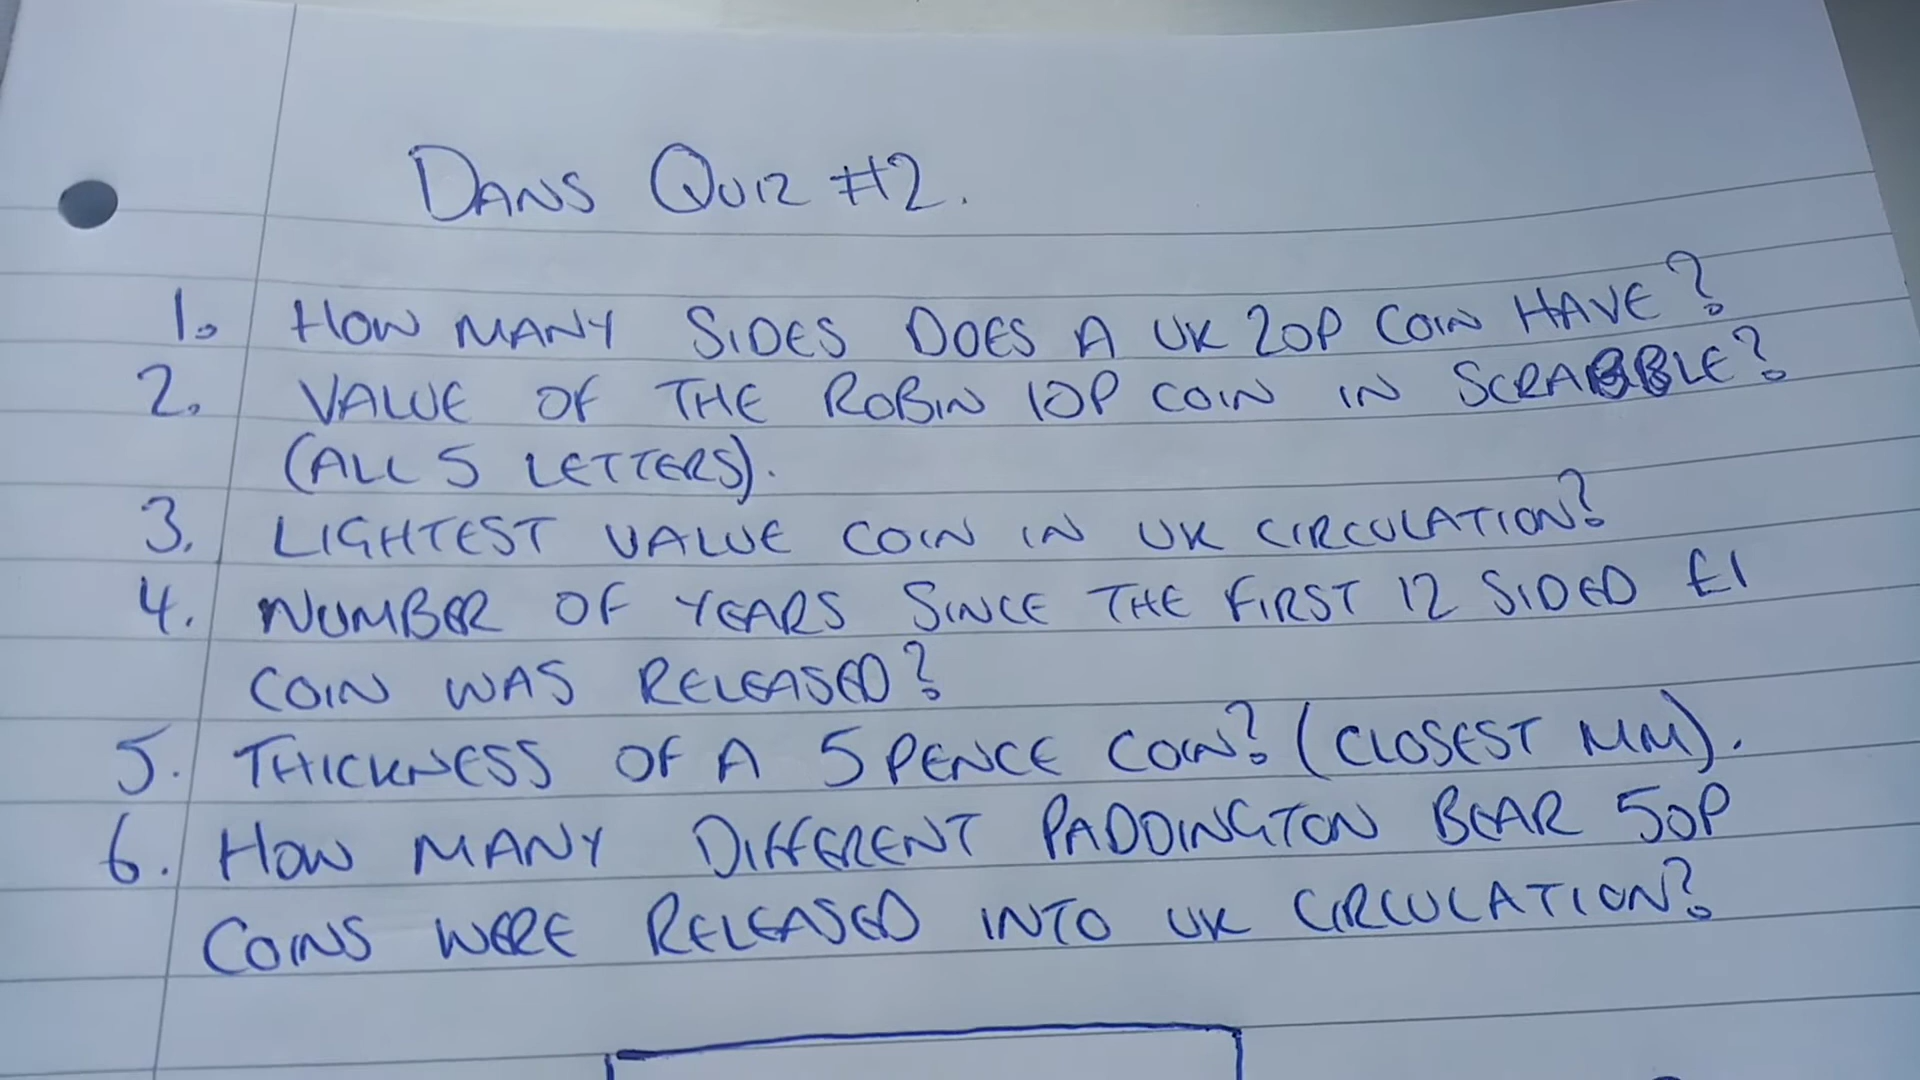 DANS QUIZ #2.
1. HOW MANY SIDES DOES A UK 20P COIN HAVE?
2. VALUE OF THE ROBIN 10P COIN IN SCRABBLE?
(ALL 5 LETTERS).
3. LIGHTEST VALUE COIN IN UK CIRCULATION?
4. NUMBER OF YEARS SINCE THE FIRST 12 SIDED £1
COIN WAS RELEASED?
5. THICKNESS OF A 5 PENCE COIN? (CLOSEST MM).
6. HOW MANY DIFFERENT PADDINGTON BEAR 50P
COINS WERE RELEASED INTO UK CIRCULATION?